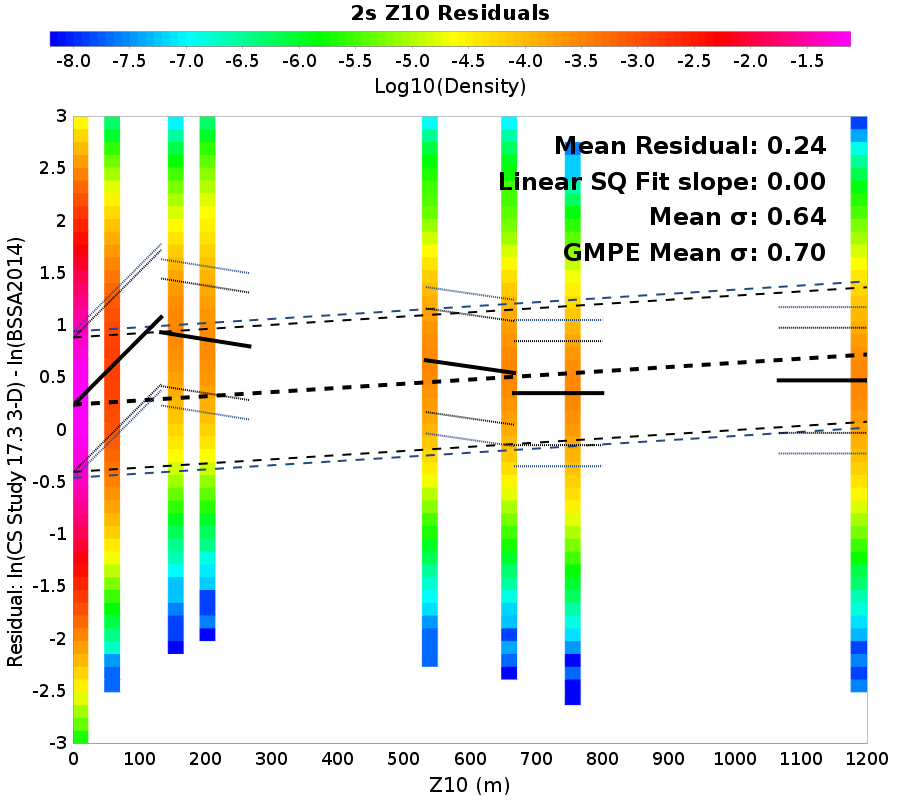 2s Z10 Residuals
-8.0 -7.5 -7.0 -6.5 -6.0 -5.5 -5.0 -4.5 -4.0 -3.5 -3.0 -2.5 -2.0 -1.5
Log10(Density)
Mean Residual: 0.24
Linear SQ Fit slope: 0.00
Mean σ: 0.64
GMPE Mean σ: 0.70
Residual: ln(CS Study 17.3 3-D) - ln(BSSA2014)
3
2.5
2
1.5
1
0.5
0
-0.5
-1
-1.5
-2
-2.5
-3
0 100 200 300 400 500 600 700 800 900 1000 1100 1200
Z10 (m)